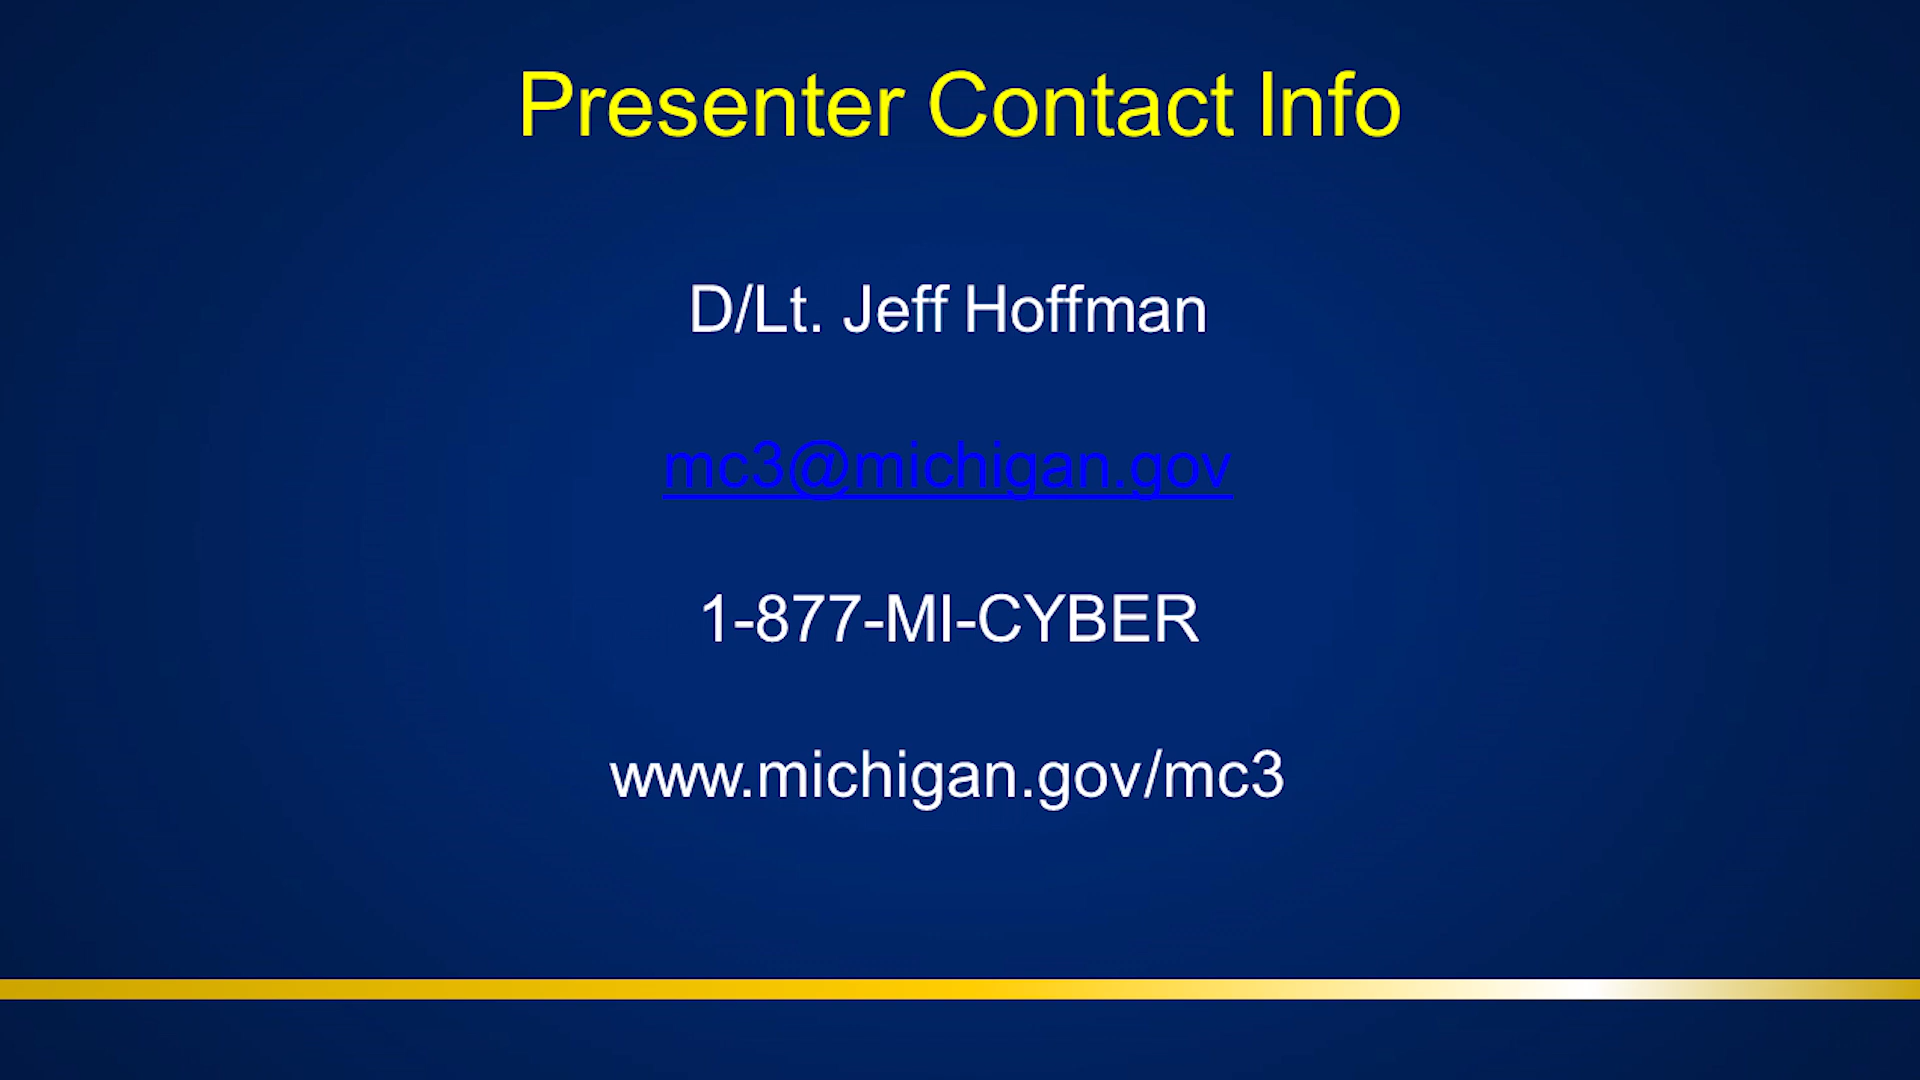 Presenter Contact Info
D/Lt. Jeff Hoffman
mc3@michigan.gov
1-877-MI-CYBER
www.michigan.gov/mc3